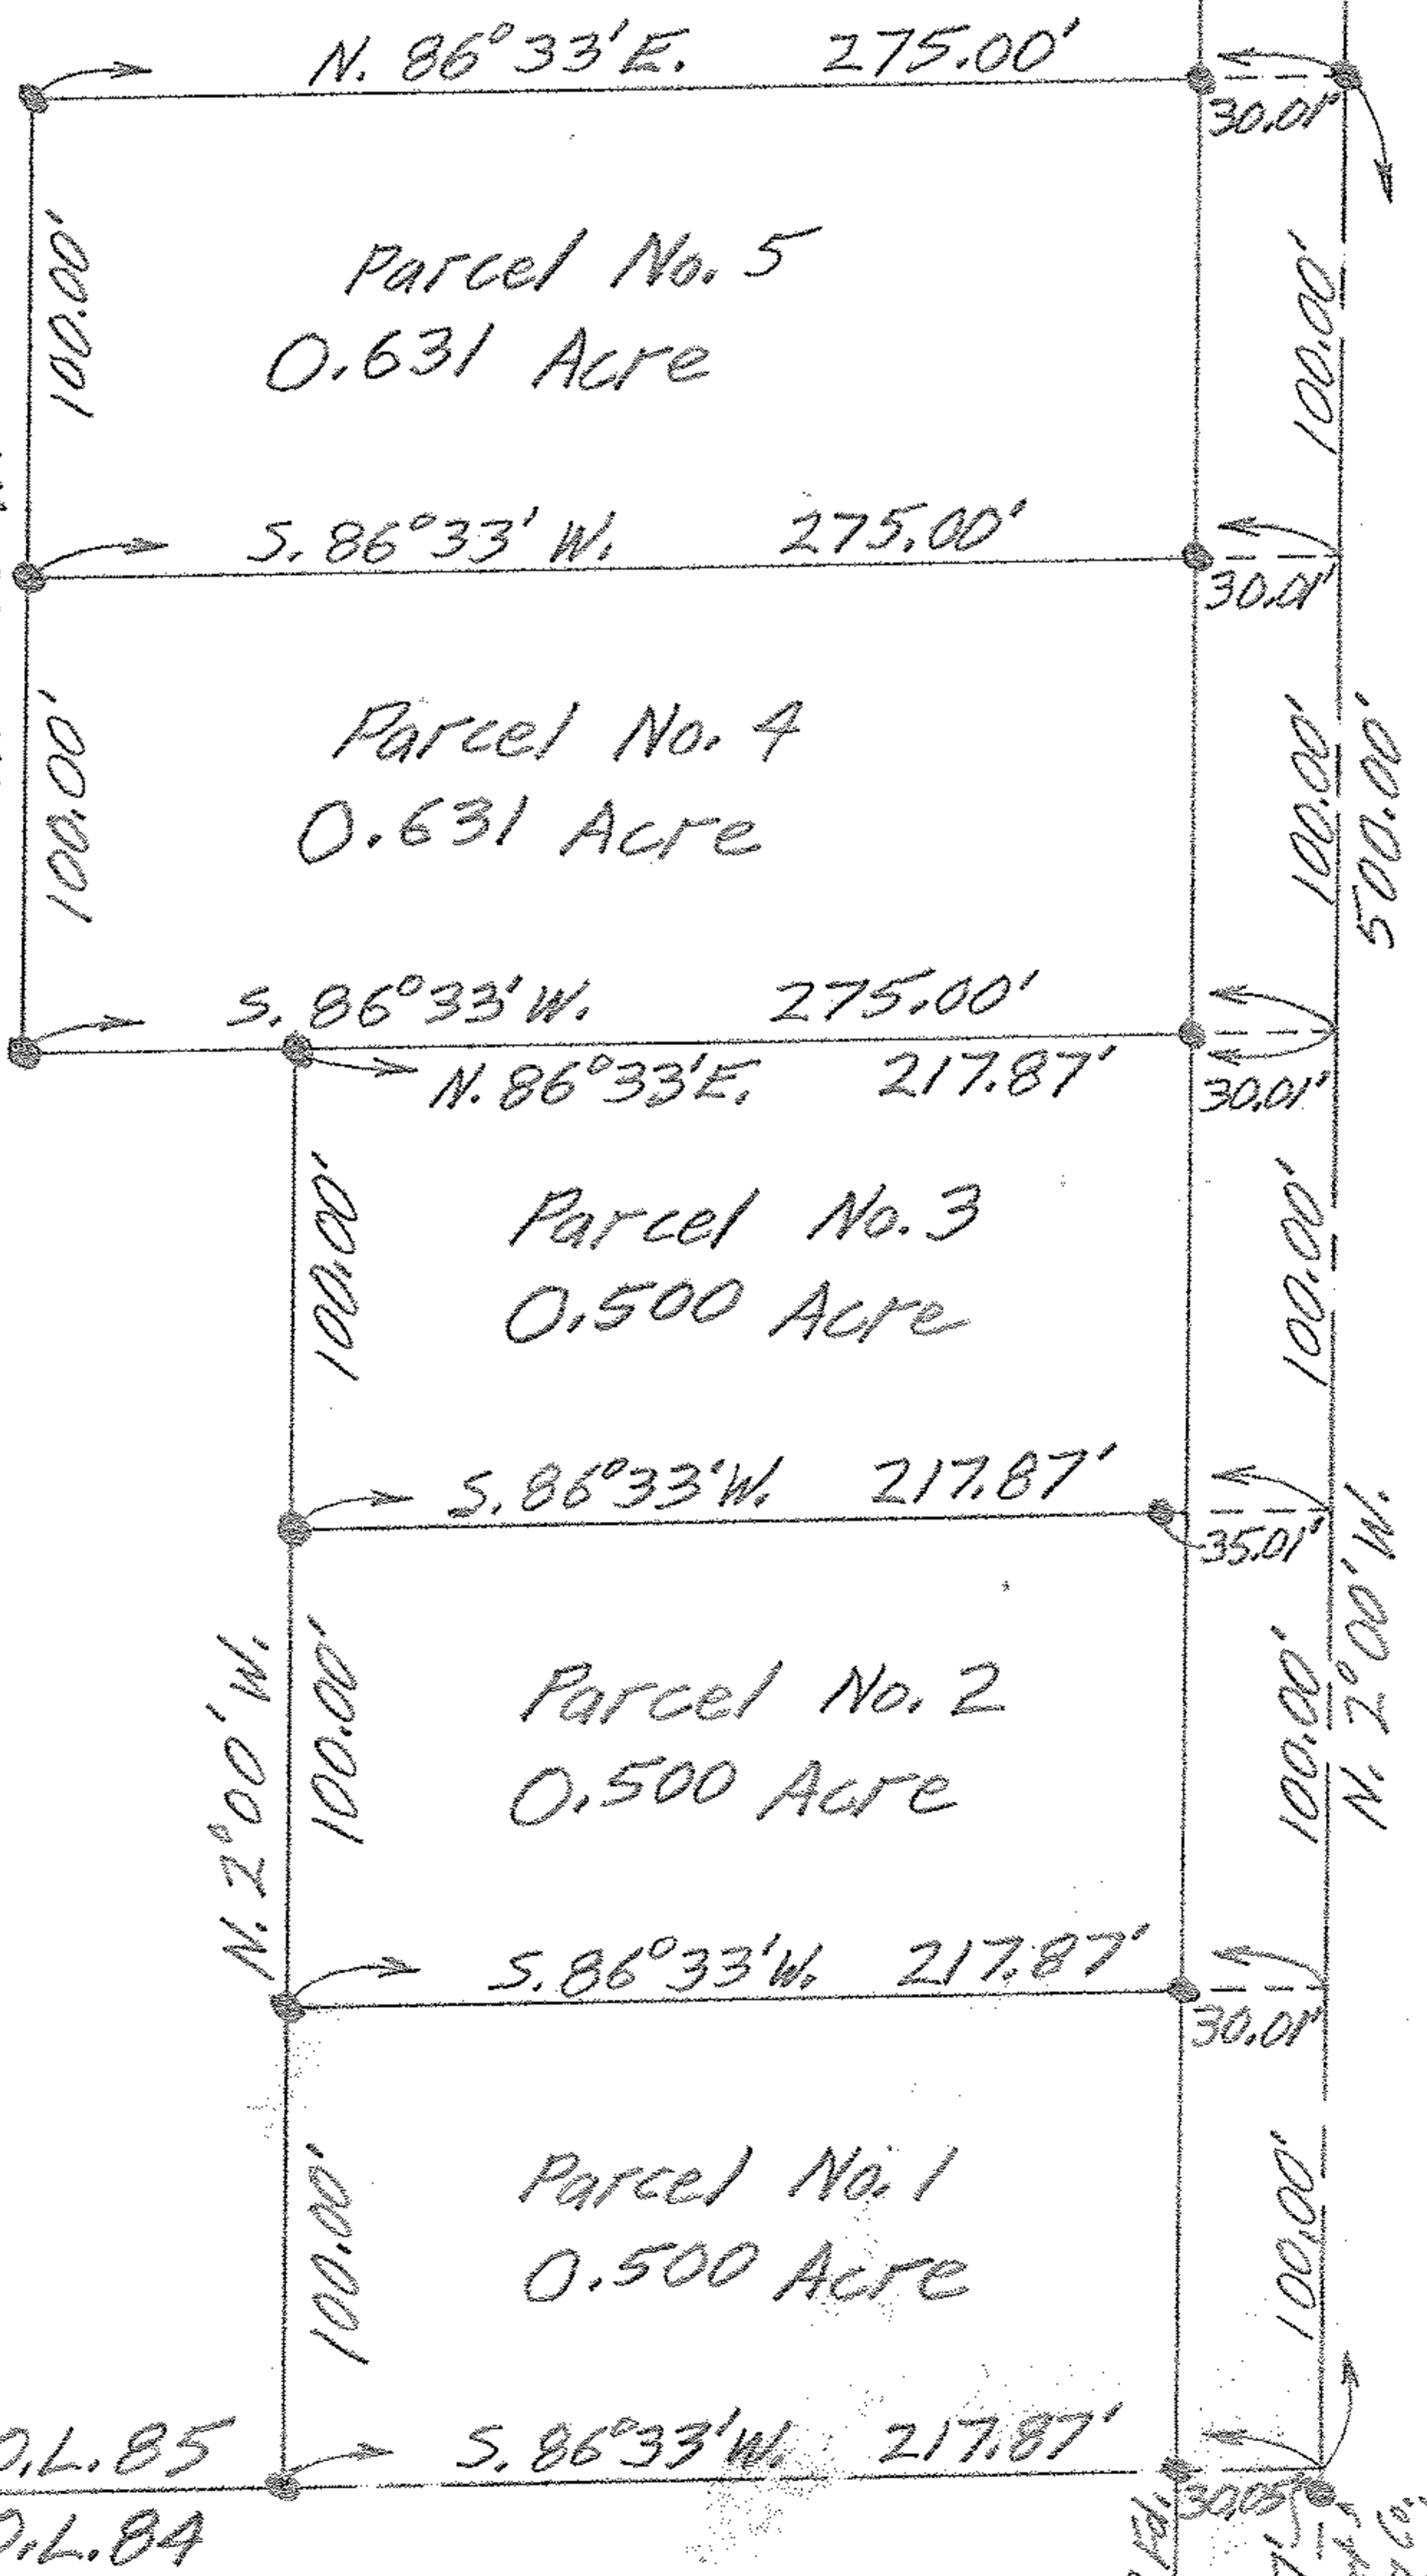 N. 86°33'E. 275.00'
30.01'
100.00'
Parcel No. 5
0.631 Acre
100.00'
S. 86°33' W. 275.00'
30.01'
100.00'
Parcel No. 4
0.631 Acre
100.00'
500.00'
S. 86°33'W. 275.00'
N. 86°33'E. 217.87'
30.01'
100.00'
Parcel No. 3
0.500 Acre
100.00'
S. 86°33'W. 217.87'
35.01'
N. 2°00'W.
100.00'
Parcel No. 2
0.500 Acre
100.00'
N. 2°00'W.
S. 86°33'W. 217.87'
30.01'
100.00'
Parcel No. 1
0.500 Acre
100.00'
O.L. 85
S. 86°33'W. 217.87'
30.05'
O.L. 84
Fd.